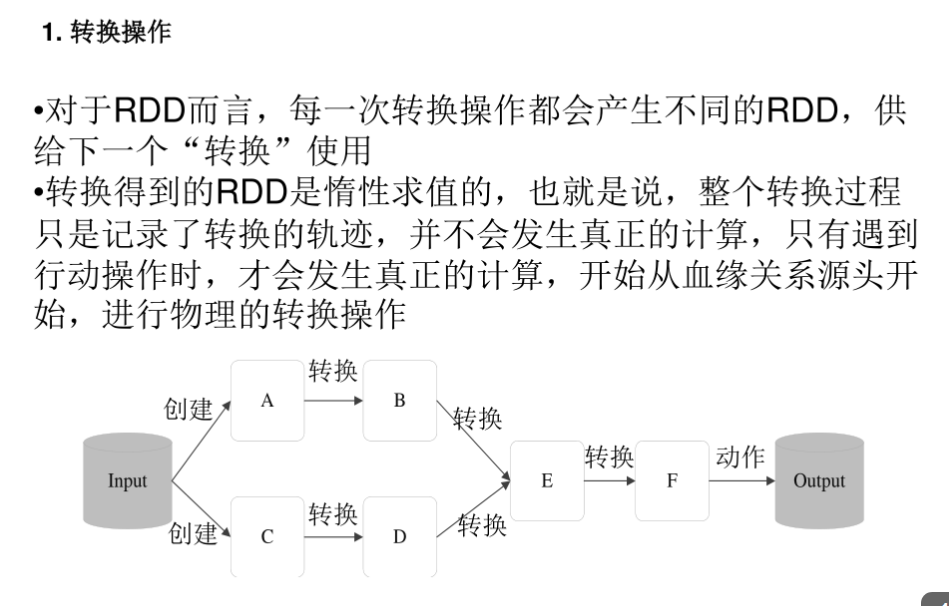 1. 转换操作
•对于RDD而言，每一次转换操作都会产生不同的RDD，供
给下一个“转换”使用
•转换得到的RDD是惰性求值的，也就是说，整个转换过程
只是记录了转换的轨迹，并不会发生真正的计算，只有遇到
行动操作时，才会发生真正的计算，开始从血缘关系源头开
始，进行物理的转换操作
转换
创建
A
B
转换
Input
转换
动作
E
F
Output
创建
转换
转换
C
D